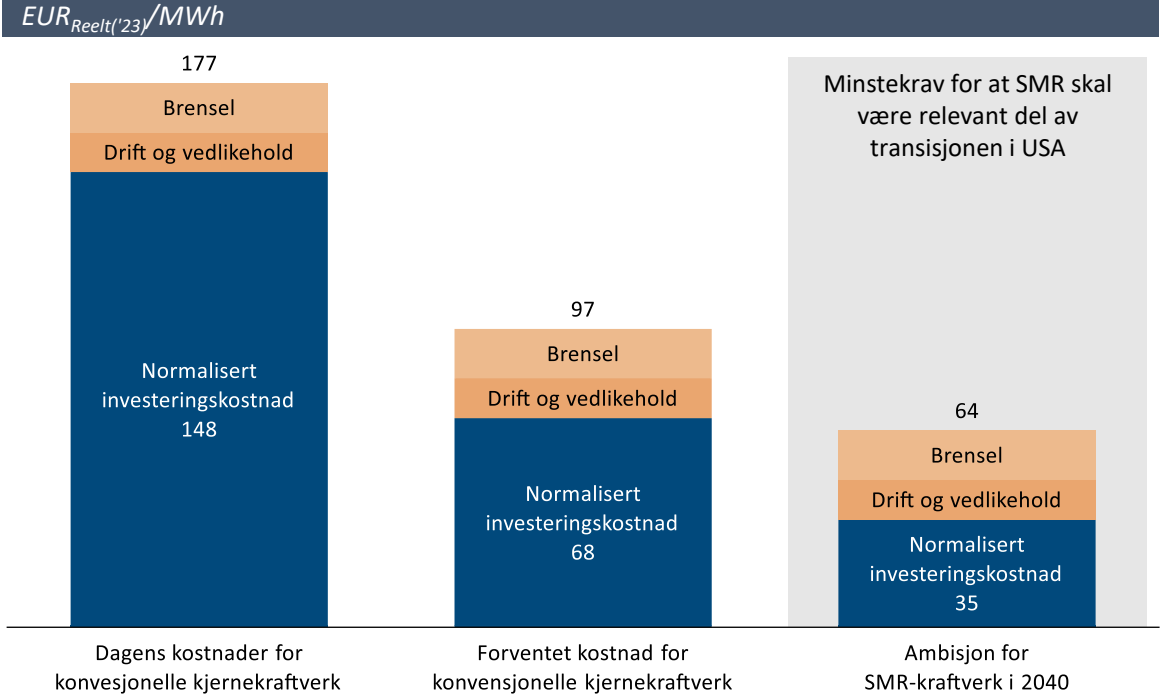 EUR Reelt('23)/MWh
177
Brensel
Drift og vedlikehold
Normalisert
investeringskostnad
148
Dagens kostnader for
konvesjonelle kjernekraftverk
97
Brensel
Drift og vedlikehold
Normalisert
investeringskostnad
68
Forventet kostnad for
konvensjonelle kjernekraftverk
Minstekrav for at SMR skal
være relevant del av
transisjonen i USA
64
Brensel
Drift og vedlikehold
Normalisert
investeringskostnad
35
Ambisjon for
SMR-kraftverk i 2040